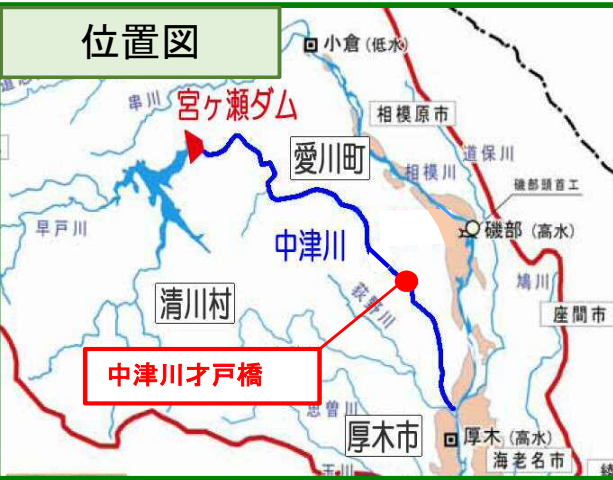 位置図
小倉（低水）
串川
宮ヶ瀬ダム
相模原市
愛川町
道保川
相模川
磯部頭首工
早戸川
中津川
磯部（高水）
荻野川
鳩川
清川村
座間市
中津川才戸橋
恩曽川
厚木市
厚木（高水）
海老名市
玉川
綾